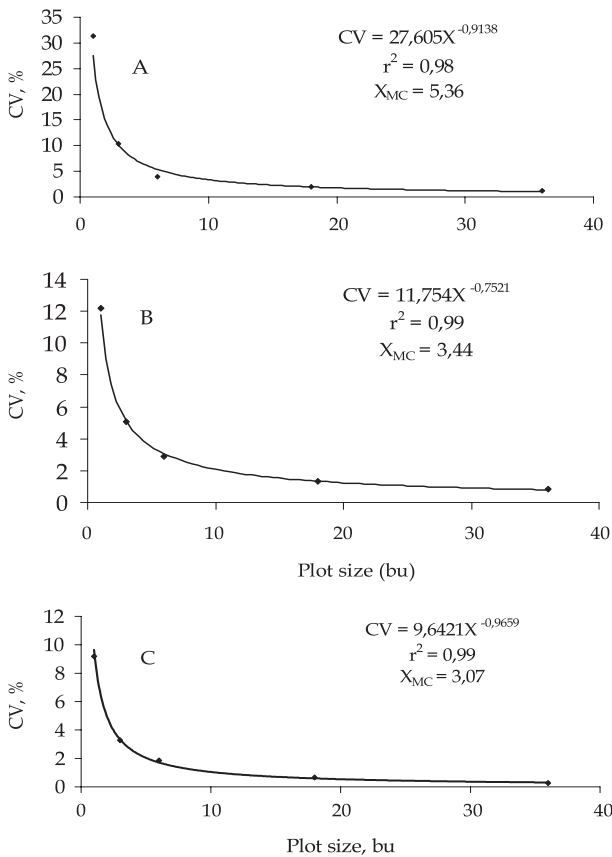 35
30
25
20
15
10
5
0
CV, %
A
CV = 27,605X^-0,9138
r² = 0,98
X_MC = 5,36
0 10 20 30 40
14
12
10
8
6
4
2
0
CV, %
B
CV = 11,754X^-0,7521
r² = 0,99
X_MC = 3,44
0 10 20 30 40
Plot size (bu)
12
10
8
6
4
2
0
CV, %
C
CV = 9,6421X^-0,9659
r² = 0,99
X_MC = 3,07
0 10 20 30 40
Plot size, bu